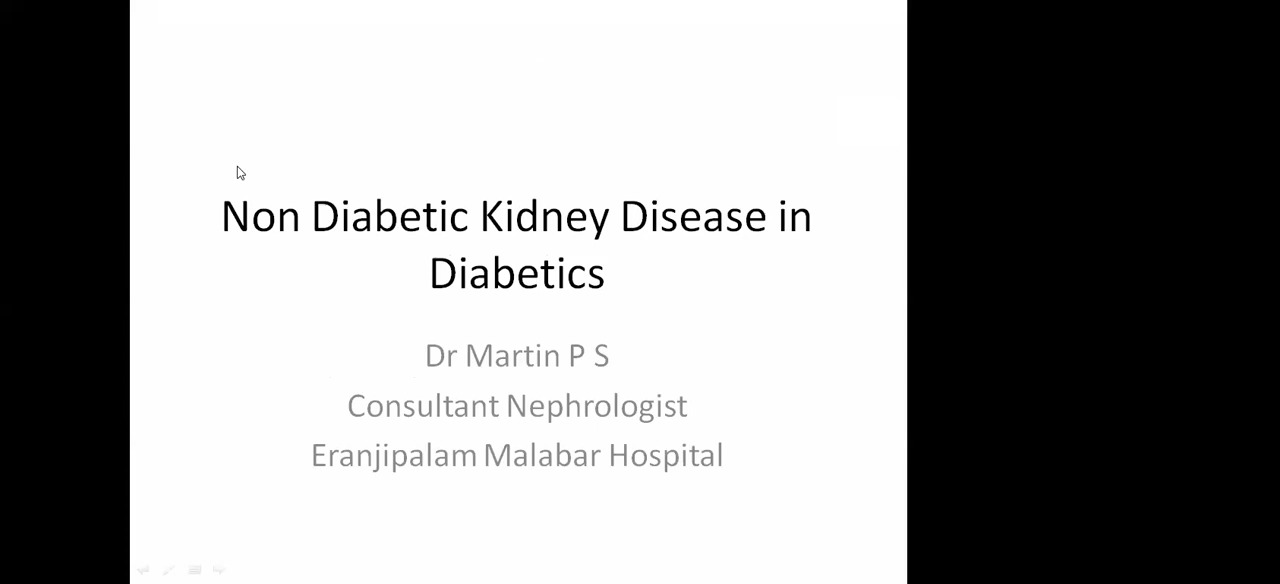 Non Diabetic Kidney Disease in
Diabetics
Dr Martin P S
Consultant Nephrologist
Eranjipalam Malabar Hospital